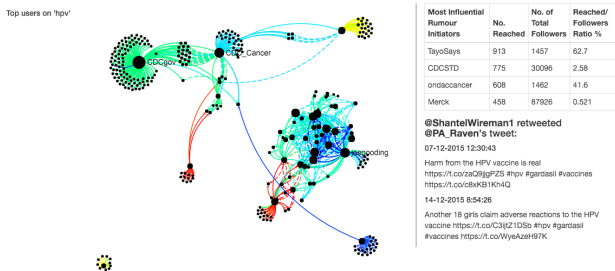 Top users on 'hpv'
CDCgov
CDC_Cancer
Most Influential Rumour Initiators No. Reached No. of Total Followers Reached/ Followers Ratio %
TayoSays 913 1457 62.7
CDCSTD 775 30096 2.58
ondaccancer 608 1462 41.6
Merck 458 87926 0.521
@ShantelWireman1 retweeted
@PA_Raven's tweet:
07-12-2015 12:30:43
Harm from the HPV vaccine is real
https://t.co/zaQ9jjgPZS #hpv #gardasil #vaccines
https://t.co/c8xKB1Kh4Q
14-12-2015 8:54:26
Another 18 girls claim adverse reactions to the HPV
vaccine https://t.co/C3ijtZ1DSb #hpv #gardasil
#vaccines https://t.co/WyeAzeH97K